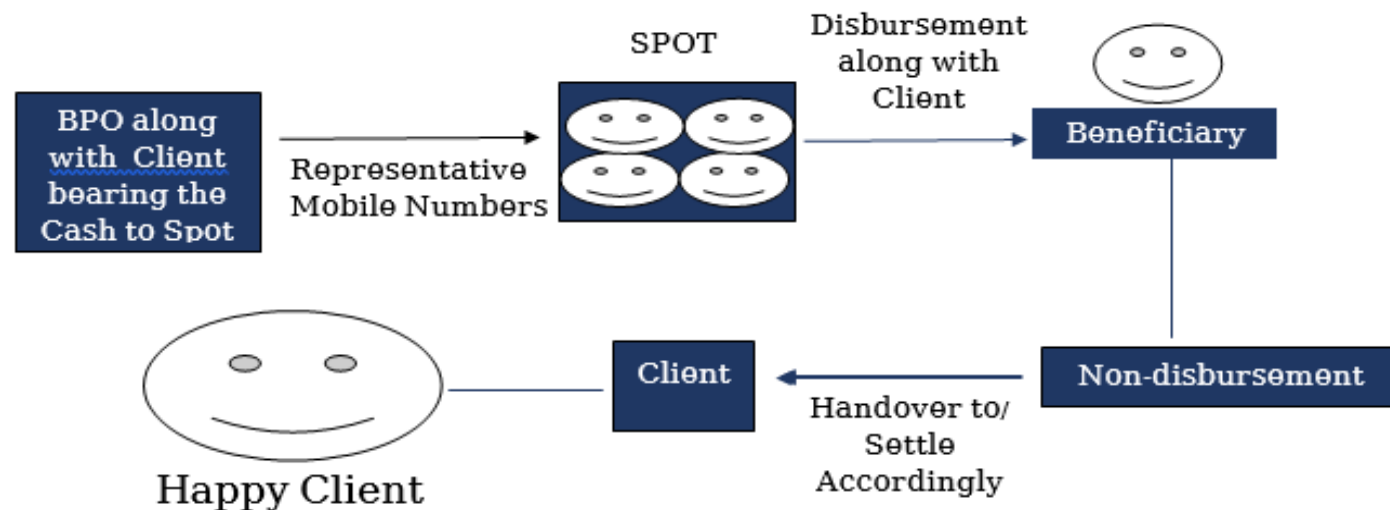 BPO along
with Client
bearing the
Cash to Spot
Representative
Mobile Numbers
SPOT
Disbursement
along with
Client
Beneficiary
Non-disbursement
Handover to/
Settle
Accordingly
Client
Happy Client